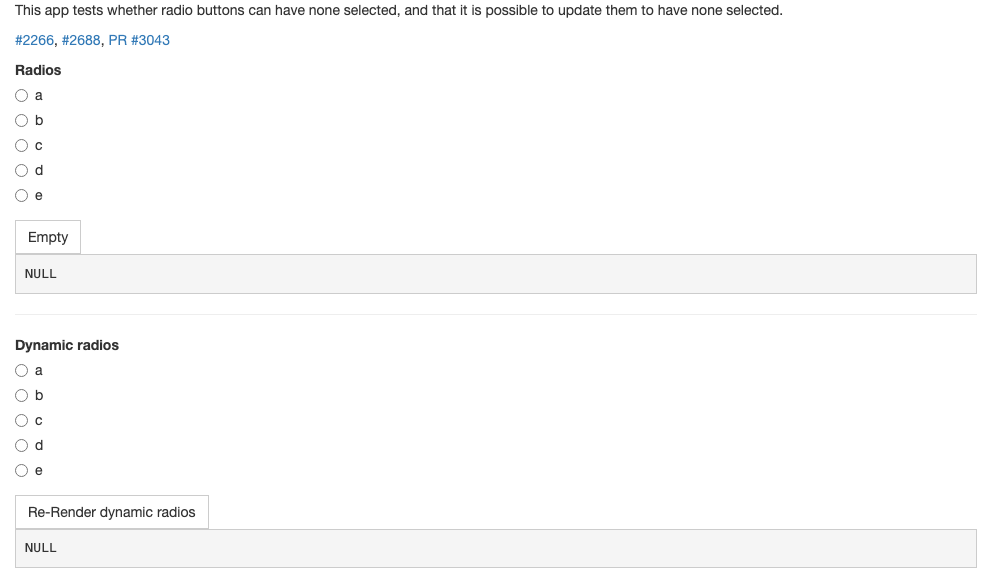 This app tests whether radio buttons can have none selected, and that it is possible to update them to have none selected.
#2266, #2688, PR #3043
Radios
a
b
c
d
e
Empty
NULL
Dynamic radios
a
b
c
d
e
Re-Render dynamic radios
NULL